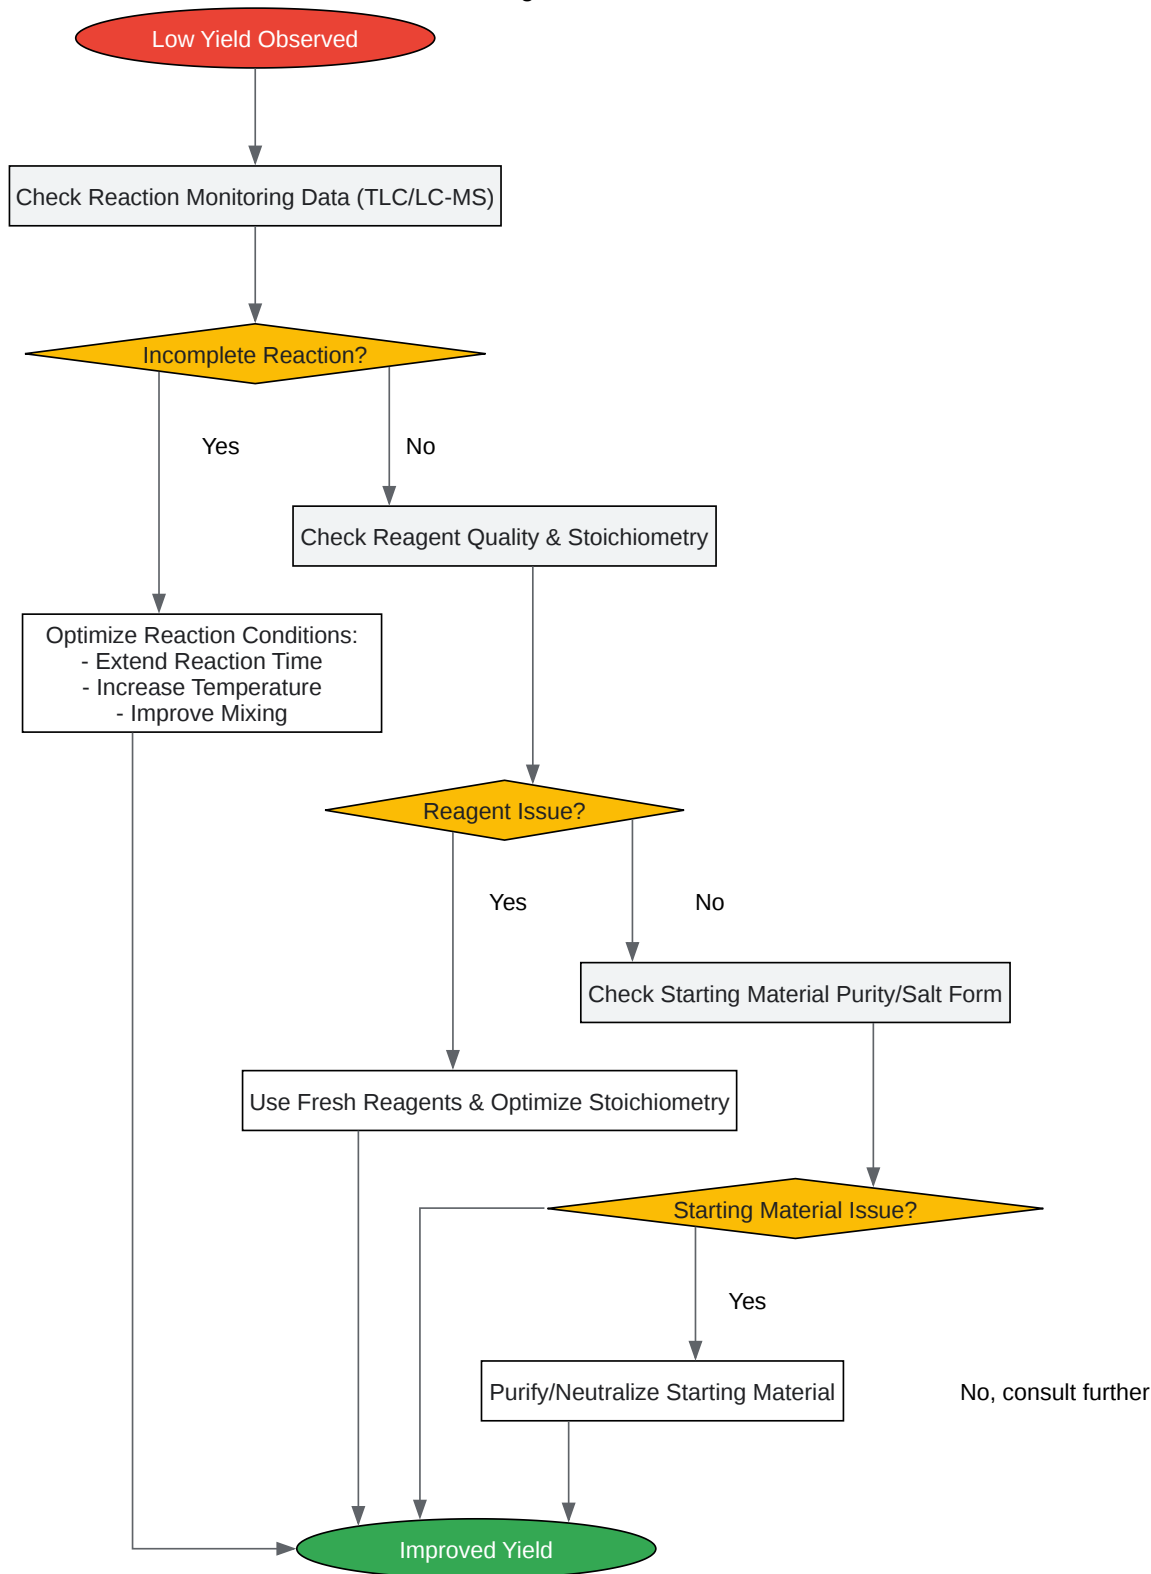 Low Yield Observed
Check Reaction Monitoring Data (TLC/LC-MS)
Incomplete Reaction?
Yes
No
Check Reagent Quality & Stoichiometry
Optimize Reaction Conditions:
- Extend Reaction Time
- Increase Temperature
- Improve Mixing
Reagent Issue?
Yes
No
Check Starting Material Purity/Salt Form
Use Fresh Reagents & Optimize Stoichiometry
Starting Material Issue?
Yes
Purify/Neutralize Starting Material
No, consult further
Improved Yield